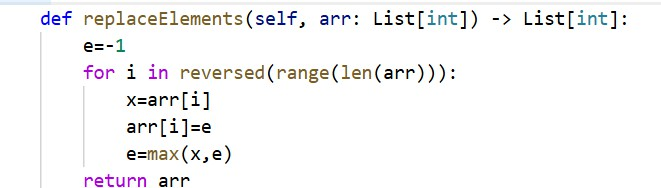 def replaceElements(self, arr: List[int]) -> List[int]:
    e=-1
    for i in reversed(range(len(arr))):
        x=arr[i]
        arr[i]=e
        e=max(x,e)
    return arr